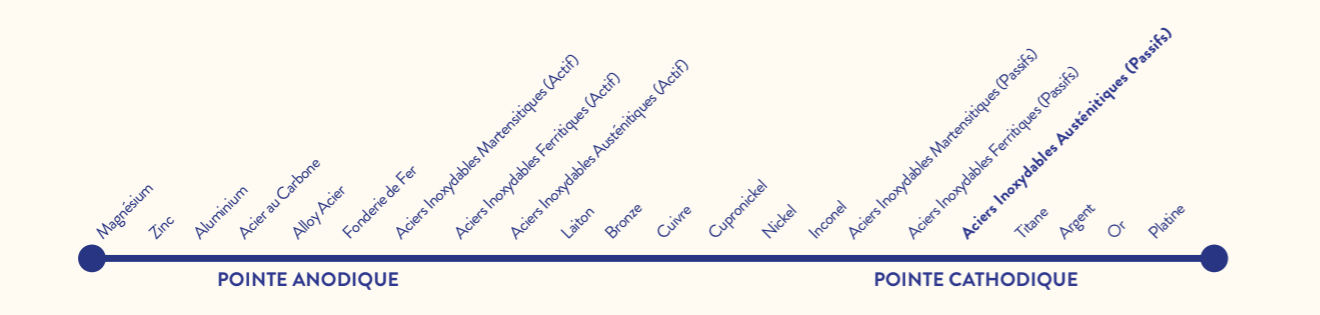 Magnésium
Zinc
Aluminium
Acier au Carbone
Alloy Acier
Fonderie de Fer
Aciers Inoxydables Martensitiques (Actif)
Aciers Inoxydables Ferritiques (Actif)
Aciers Inoxydables Austénitiques (Actif)
Laiton
Bronze
Cuivre
Cupronickel
Nickel
Inconel
Aciers Inoxydables Martensitiques (Passifs)
Aciers Inoxydables Ferritiques (Passifs)
Aciers Inoxydables Austénitiques (Passifs)
Titane
Argent
Or
Platine
POINTE ANODIQUE
POINTE CATHODIQUE